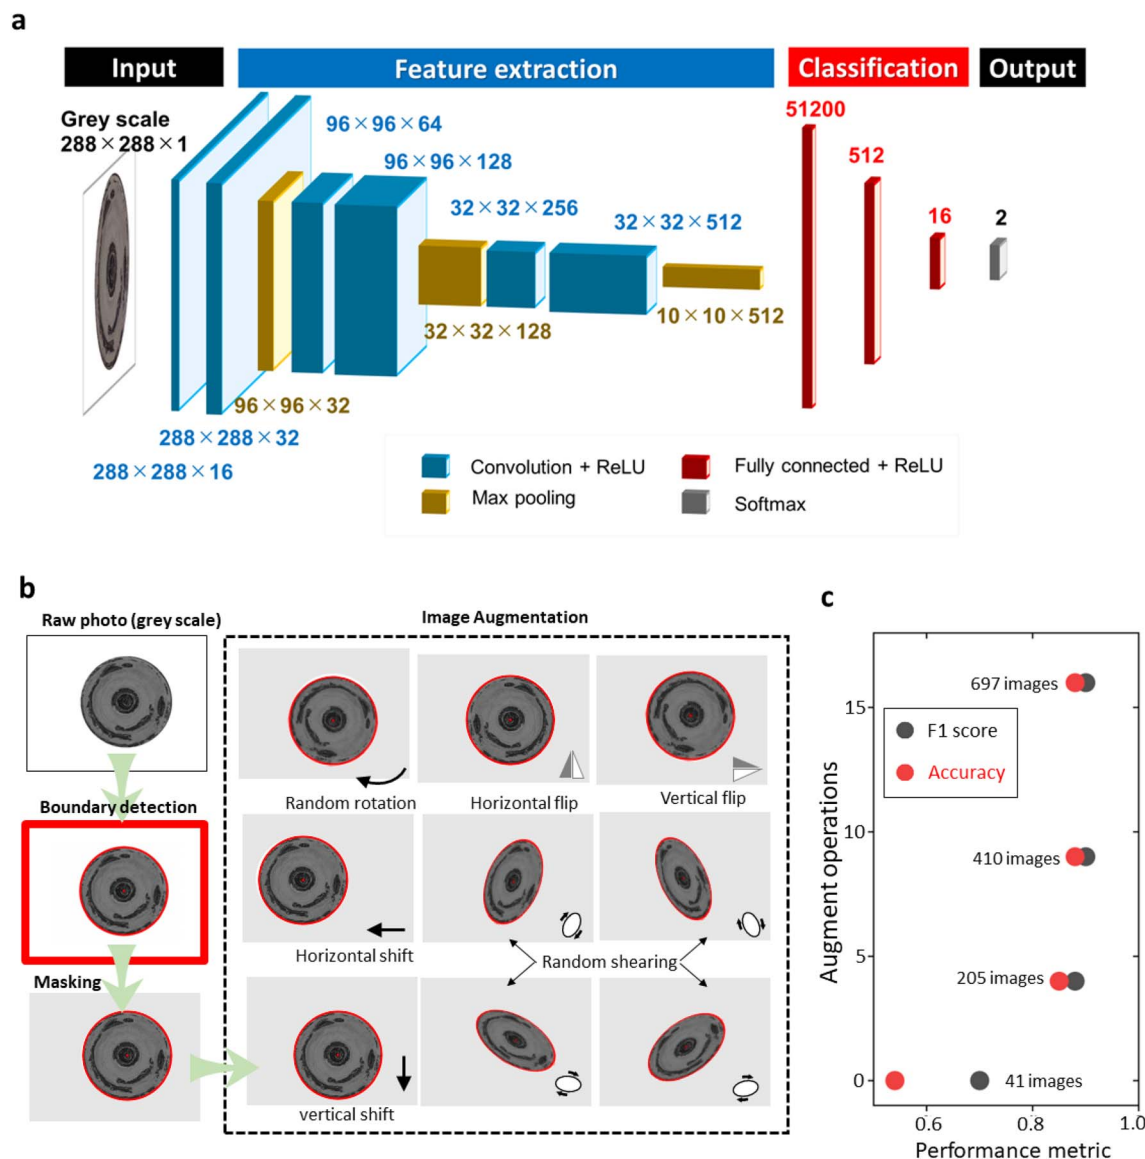 a
Input
Feature extraction
Classification
Output
Grey scale
288×288×1
96×96×64
96×96×128
32×32×256
32×32×512
51200
512
16
2
32×32×128
10×10×512
96×96×32
288×288×32
288×288×16
Convolution + ReLU
Max pooling
Fully connected + ReLU
Softmax
b
Raw photo (grey scale)
Boundary detection
Masking
Image Augmentation
Random rotation
Horizontal flip
Vertical flip
Horizontal shift
Random shearing
vertical shift
c
Augment operations
15
10
5
0
697 images
F1 score
Accuracy
410 images
205 images
41 images
0.6
0.8
1.0
Performance metric